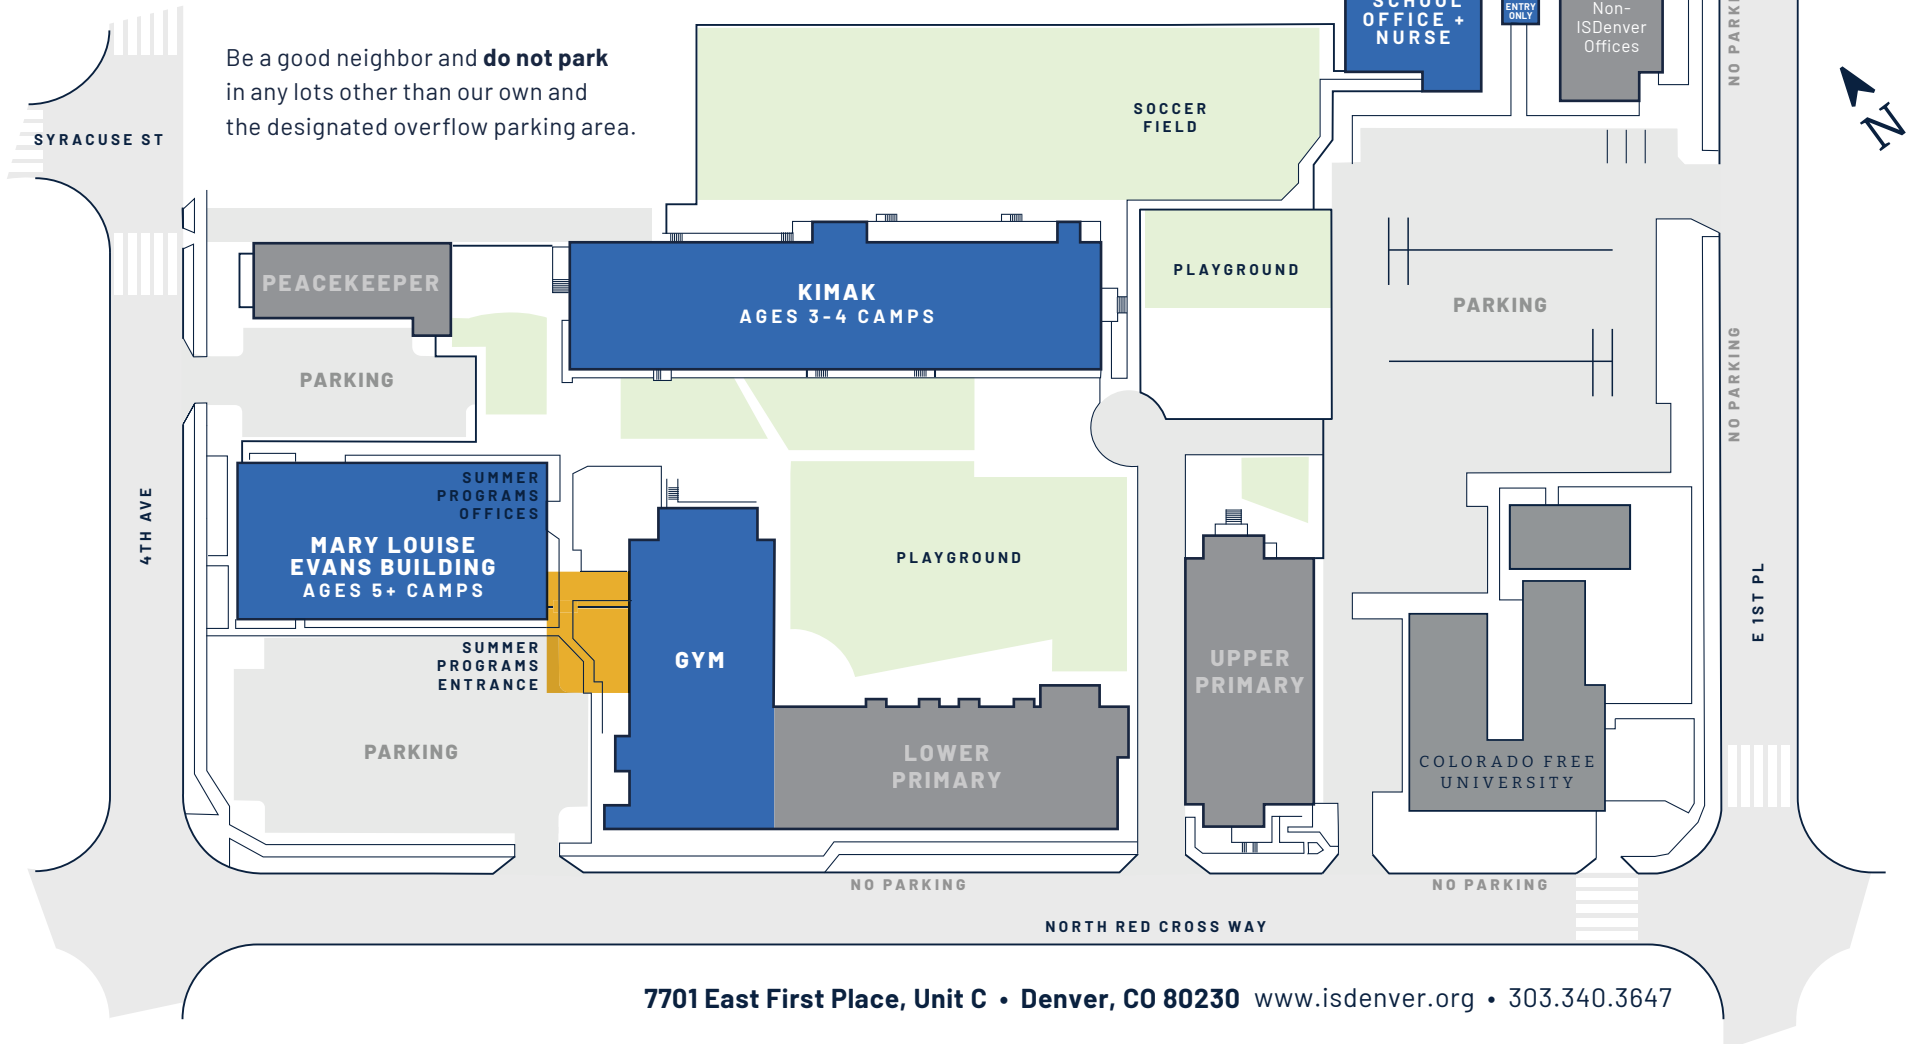 SCHOOL
OFFICE +
NURSE
ENTRY
ONLY
Non-
ISDenver
Offices
NO PARKI
Be a good neighbor and do not park
in any lots other than our own and
the designated overflow parking area.
SOCCER
FIELD
N
SYRACUSE ST
PEACEKEEPER
KIMAK
AGES 3-4 CAMPS
PLAYGROUND
PARKING
NO PARKING
PARKING
4TH AVE
SUMMER
PROGRAMS
OFFICES
MARY LOUISE
EVANS BUILDING
AGES 5+ CAMPS
PLAYGROUND
E 1ST PL
SUMMER
PROGRAMS
ENTRANCE
GYM
UPPER
PRIMARY
PARKING
LOWER
PRIMARY
COLORADO FREE
UNIVERSITY
NO PARKING
NO PARKING
NORTH RED CROSS WAY
7701 East First Place, Unit C • Denver, CO 80230 www.isdenver.org • 303.340.3647